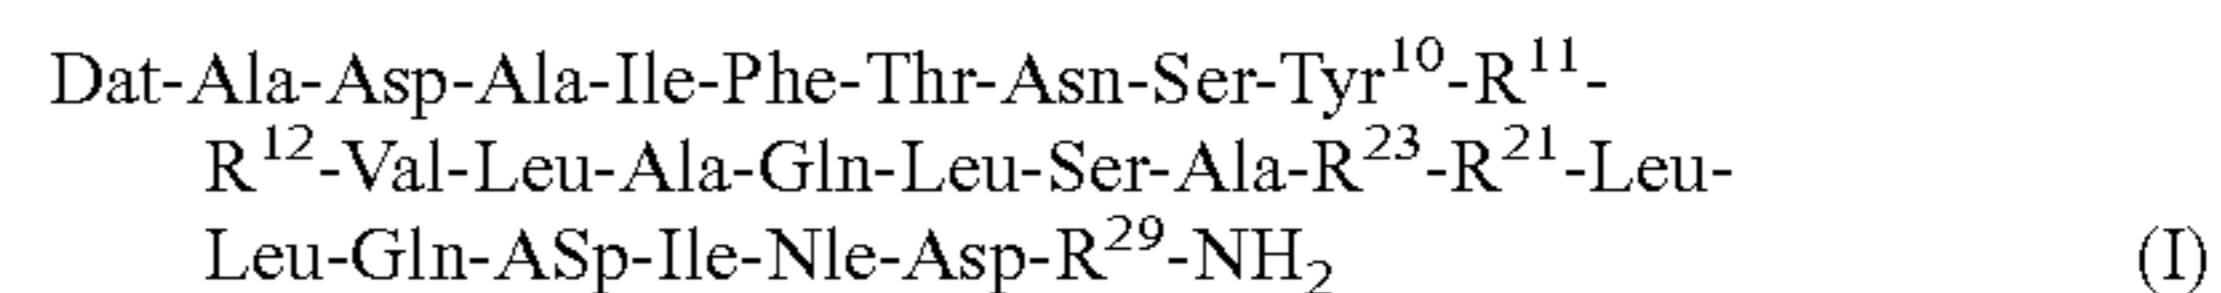 Dat-Ala-Asp-Ala-Ile-Phe-Thr-Asn-Ser-Tyr¹⁰-R¹¹-
R¹²-Val-Leu-Ala-Gln-Leu-Ser-Ala-R²³-R²¹-Leu-
Leu-Gln-ASp-Ile-Nle-Asp-R²⁹-NH₂ (I)